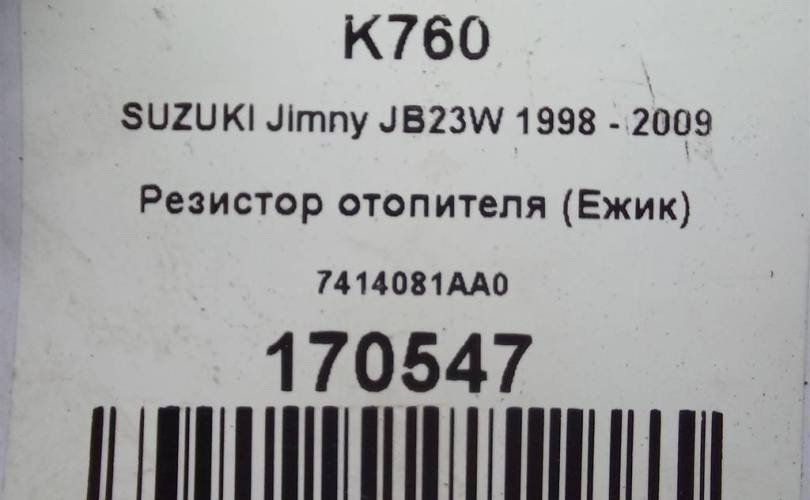 K760
SUZUKI Jimny JB23W 1998 - 2009
Резистор отопителя (Ежик)
7414081AA0
170547